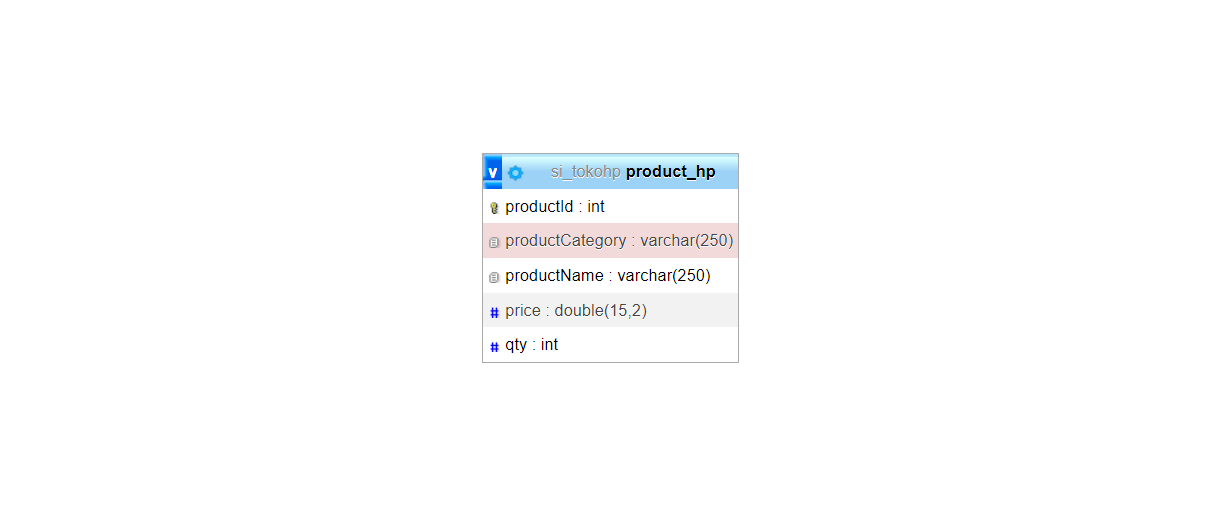 v si_tokohp product_hp
productId : int
productCategory : varchar(250)
productName : varchar(250)
# price : double(15,2)
# qty : int